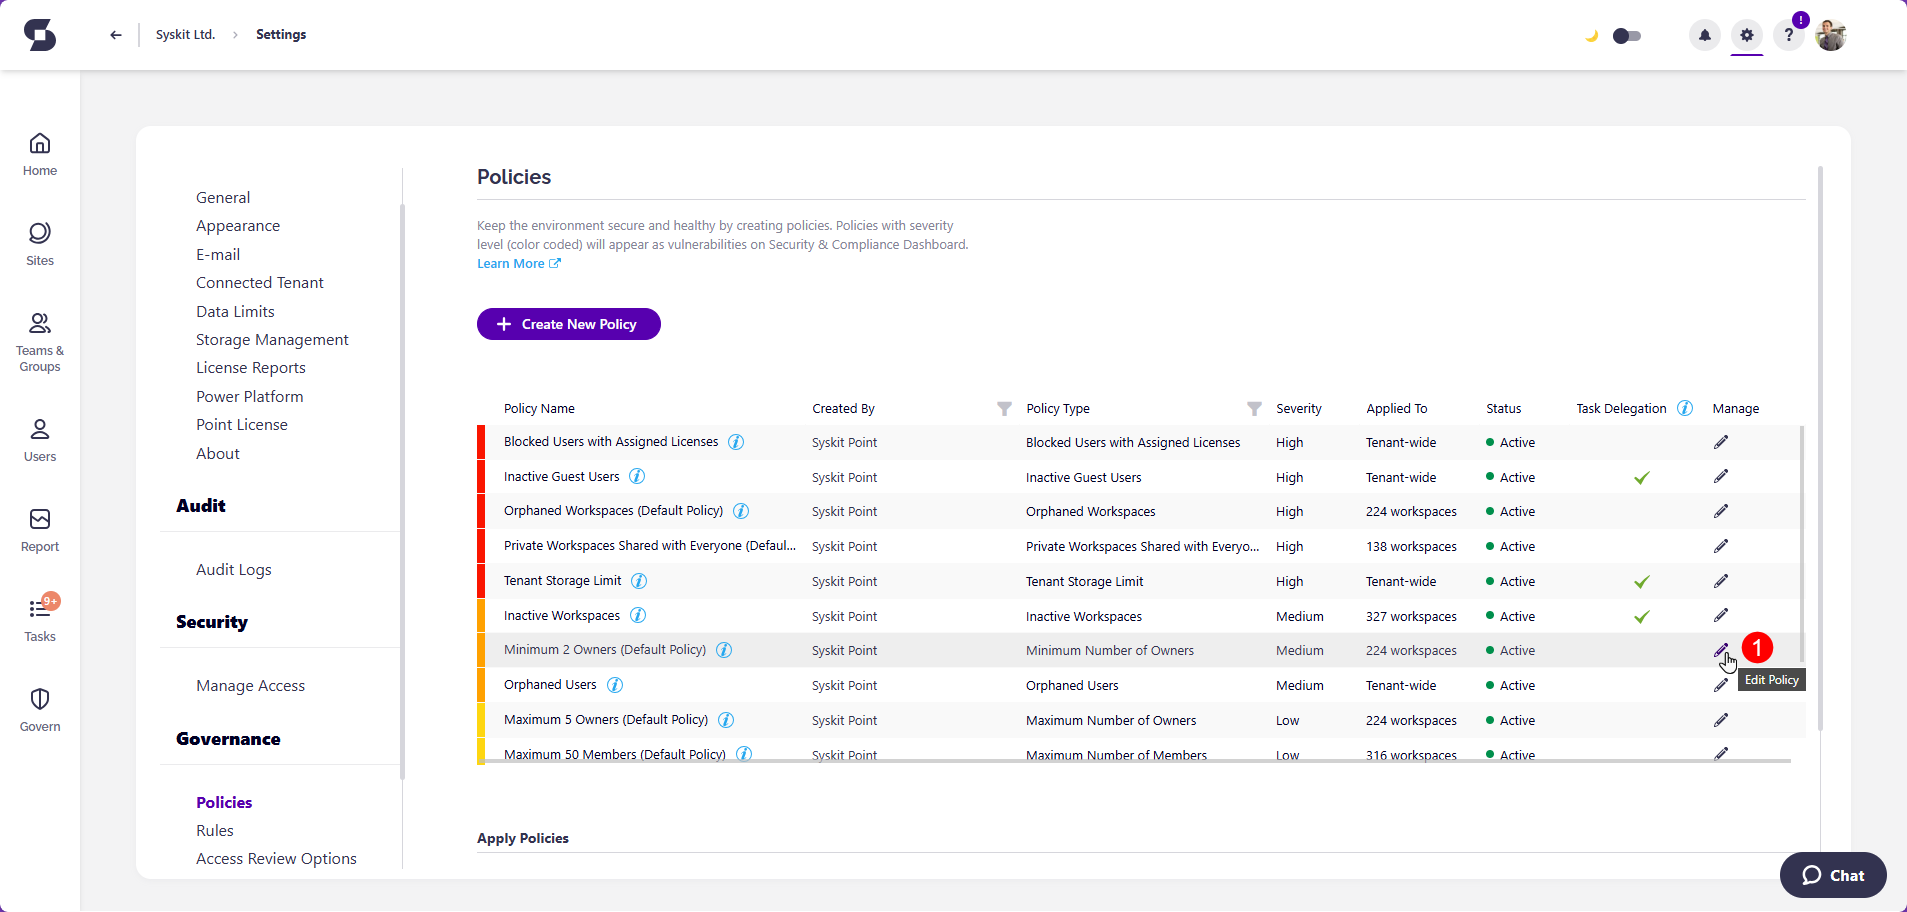 Syskit Ltd. > Settings
?
!
Home
Sites
Teams &
Groups
Users
Report
9+
Tasks
Govern
General
Appearance
E-mail
Connected Tenant
Data Limits
Storage Management
License Reports
Power Platform
Point License
About
Audit
Audit Logs
Security
Manage Access
Governance
Policies
Rules
Access Review Options
Policies
Keep the environment secure and healthy by creating policies. Policies with severity
level (color coded) will appear as vulnerabilities on Security & Compliance Dashboard.
Learn More
+ Create New Policy
Policy Name Created By Policy Type Severity Applied To Status Task Delegation i Manage
Blocked Users with Assigned Licenses i Syskit Point Blocked Users with Assigned Licenses High Tenant-wide Active
Inactive Guest Users i Syskit Point Inactive Guest Users High Tenant-wide Active
Orphaned Workspaces (Default Policy) i Syskit Point Orphaned Workspaces High 224 workspaces Active
Private Workspaces Shared with Everyone (Defaul... Syskit Point Private Workspaces Shared with Everyo... High 138 workspaces Active
Tenant Storage Limit i Syskit Point Tenant Storage Limit High Tenant-wide Active
Inactive Workspaces i Syskit Point Inactive Workspaces Medium 327 workspaces Active
Minimum 2 Owners (Default Policy) i Syskit Point Minimum Number of Owners Medium 224 workspaces Active 1
Edit Policy
Orphaned Users i Syskit Point Orphaned Users Medium Tenant-wide Active
Maximum 5 Owners (Default Policy) i Syskit Point Maximum Number of Owners Low 224 workspaces Active
Maximum 50 Members (Default Policy) i Syskit Point Maximum Number of Members Low 316 workspaces Active
Apply Policies
Chat